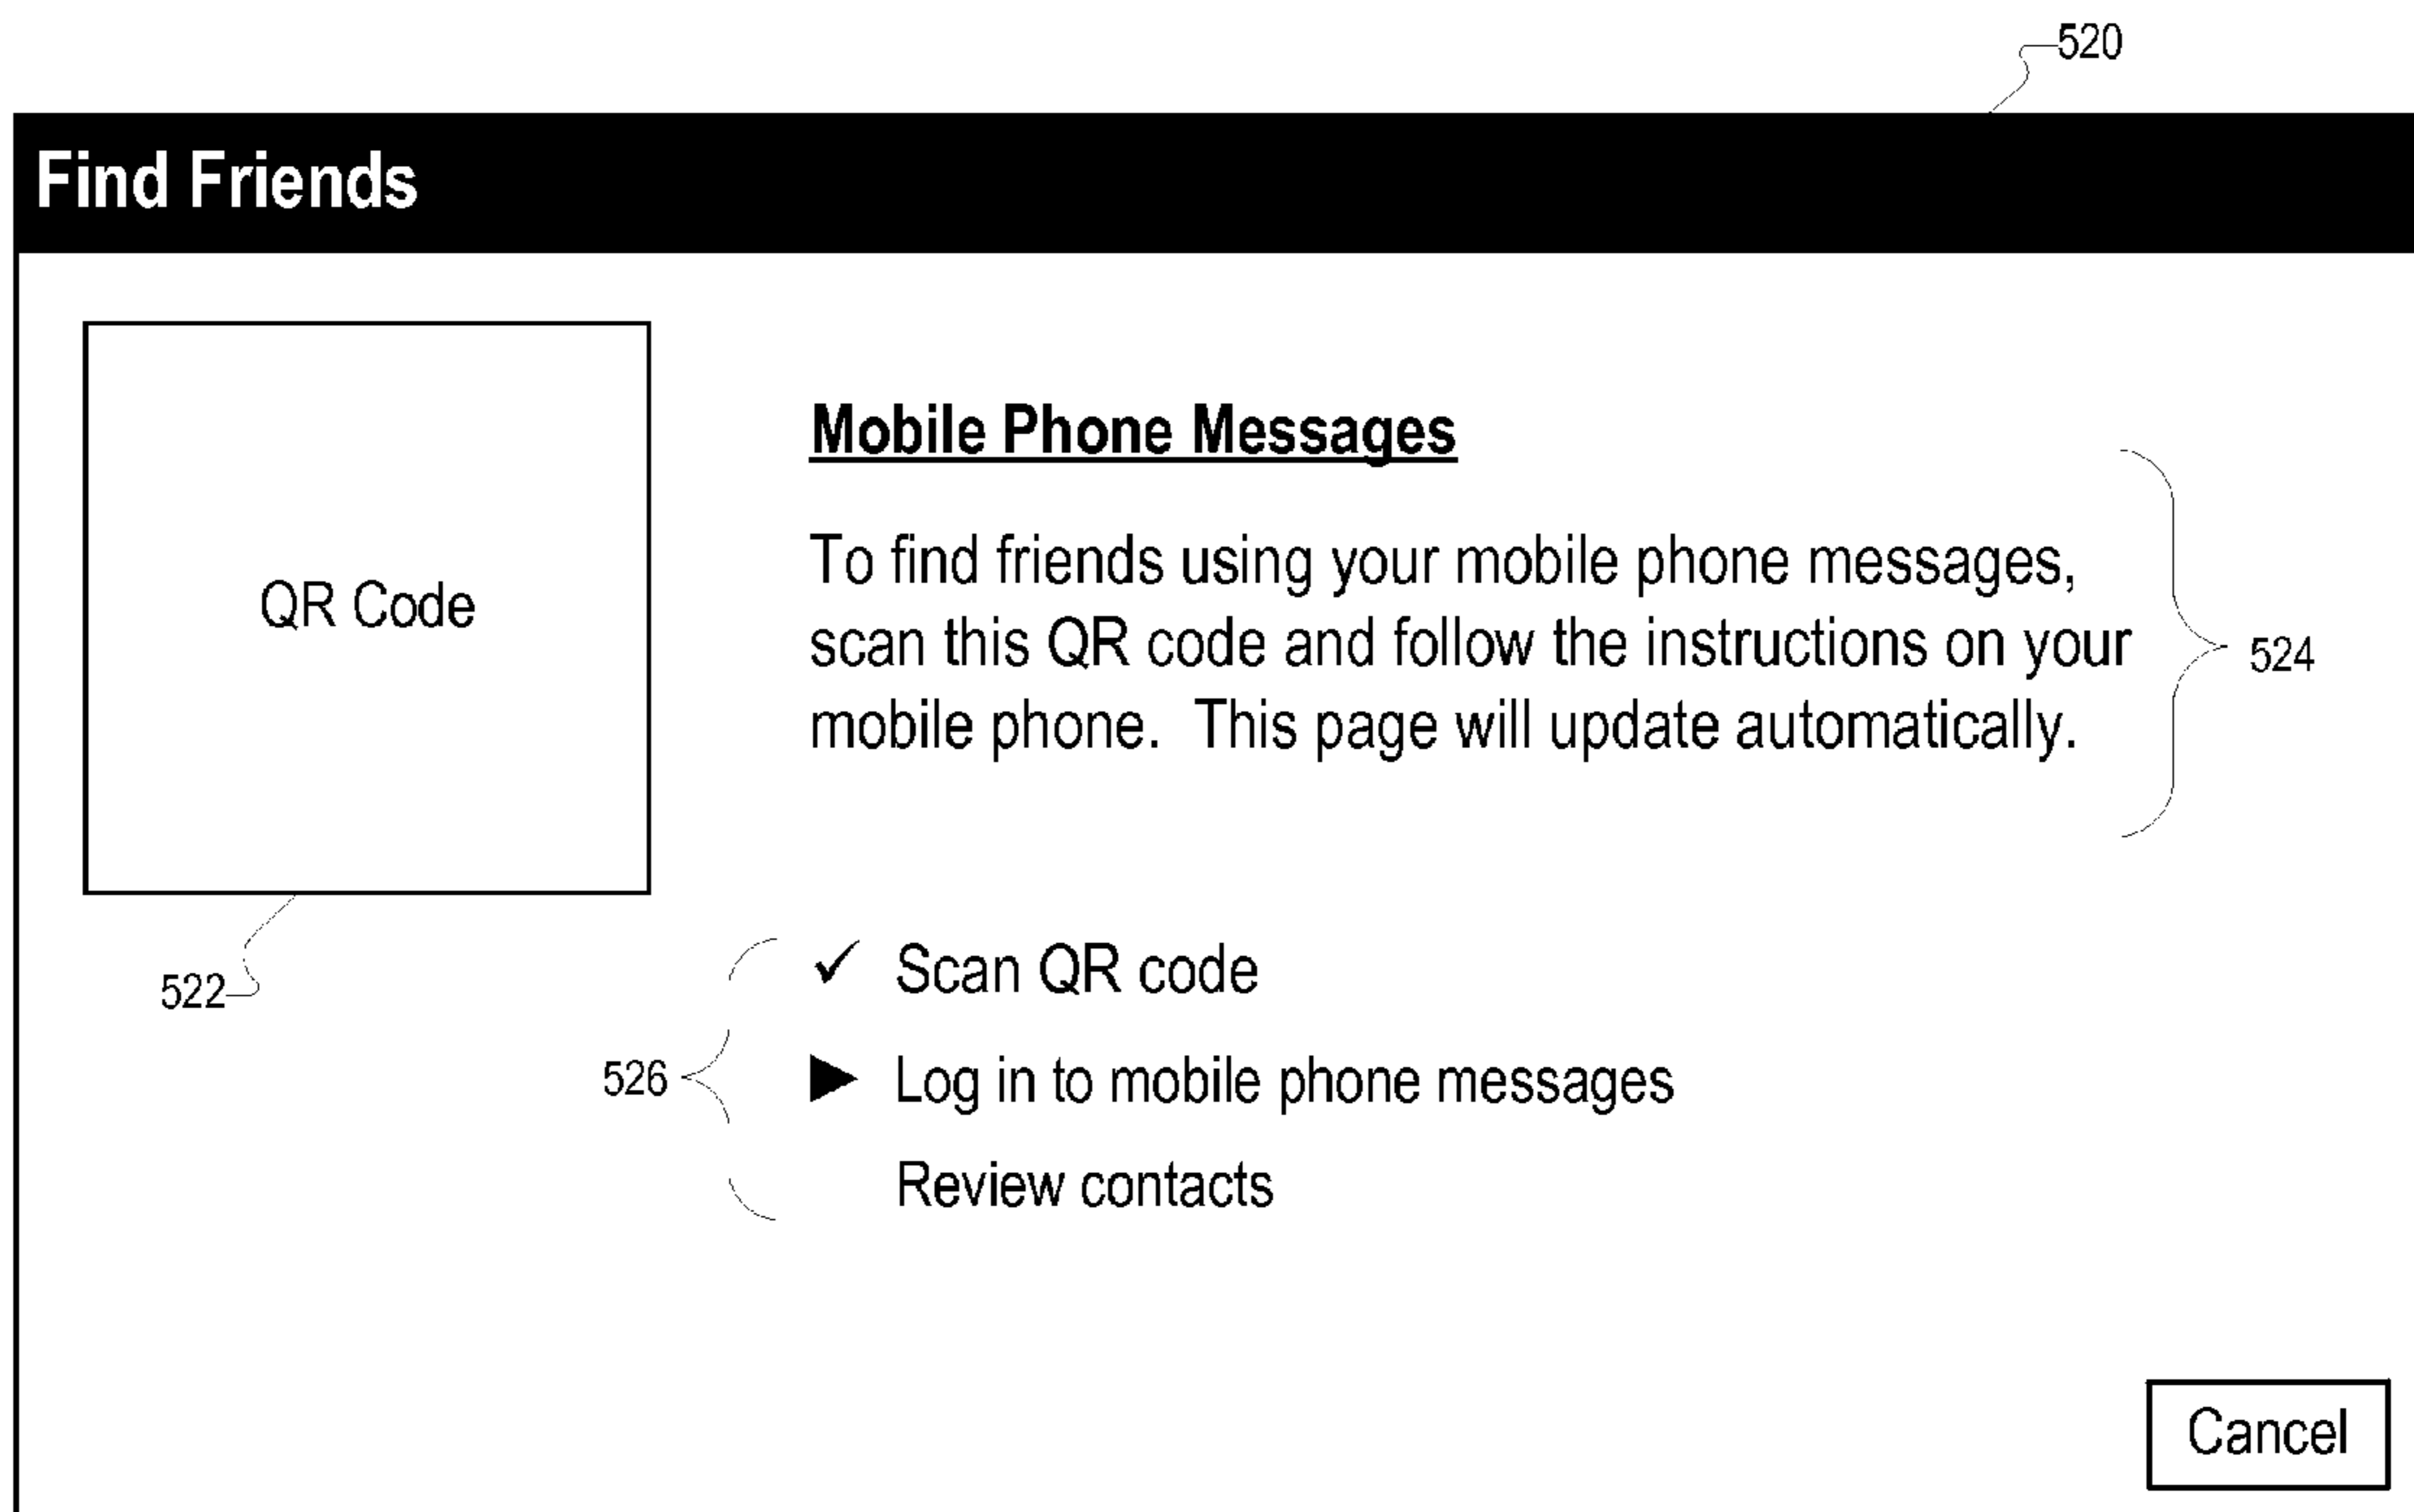 520
Find Friends
QR Code
Mobile Phone Messages
To find friends using your mobile phone messages,
scan this QR code and follow the instructions on your
mobile phone.  This page will update automatically.
524
522
✓ Scan QR code
526
▶ Log in to mobile phone messages
Review contacts
Cancel